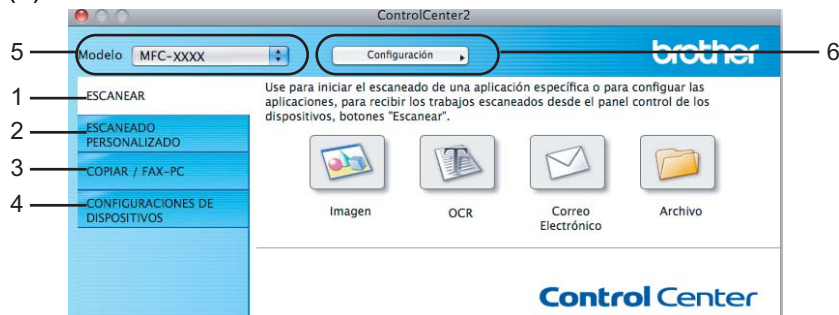 ControlCenter2
5
Modelo MFC-XXXX
Configuración
brother
6
1
ESCANEAR
2
ESCANEADO
PERSONALIZADO
3
COPIAR / FAX-PC
4
CONFIGURACIONES DE
DISPOSITIVOS
Use para iniciar el escaneado de una aplicación específica o para configuar las
aplicaciones, para recibir los trabajos escaneados desde el panel control de los
dispositivos, botones "Escanear".
Imagen
OCR
Correo
Electrónico
Archivo
Control Center